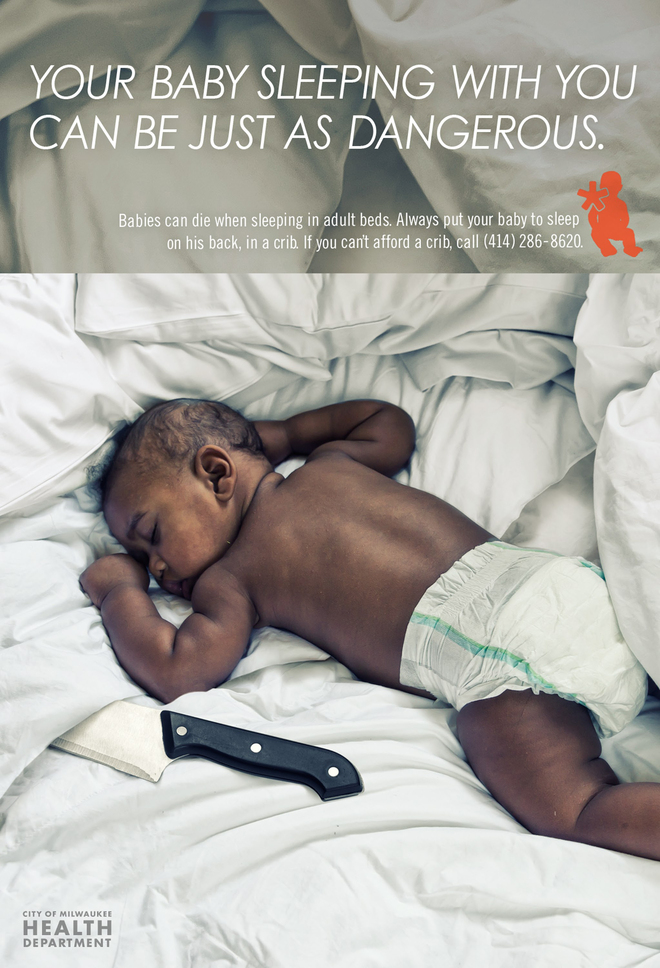 YOUR BABY SLEEPING WITH YOU
CAN BE JUST AS DANGEROUS.
Babies can die when sleeping in adult beds. Always put your baby to sleep
on his back, in a crib. If you can't afford a crib, call (414) 286-8620.
CITY OF MILWAUKEE
HEALTH
DEPARTMENT